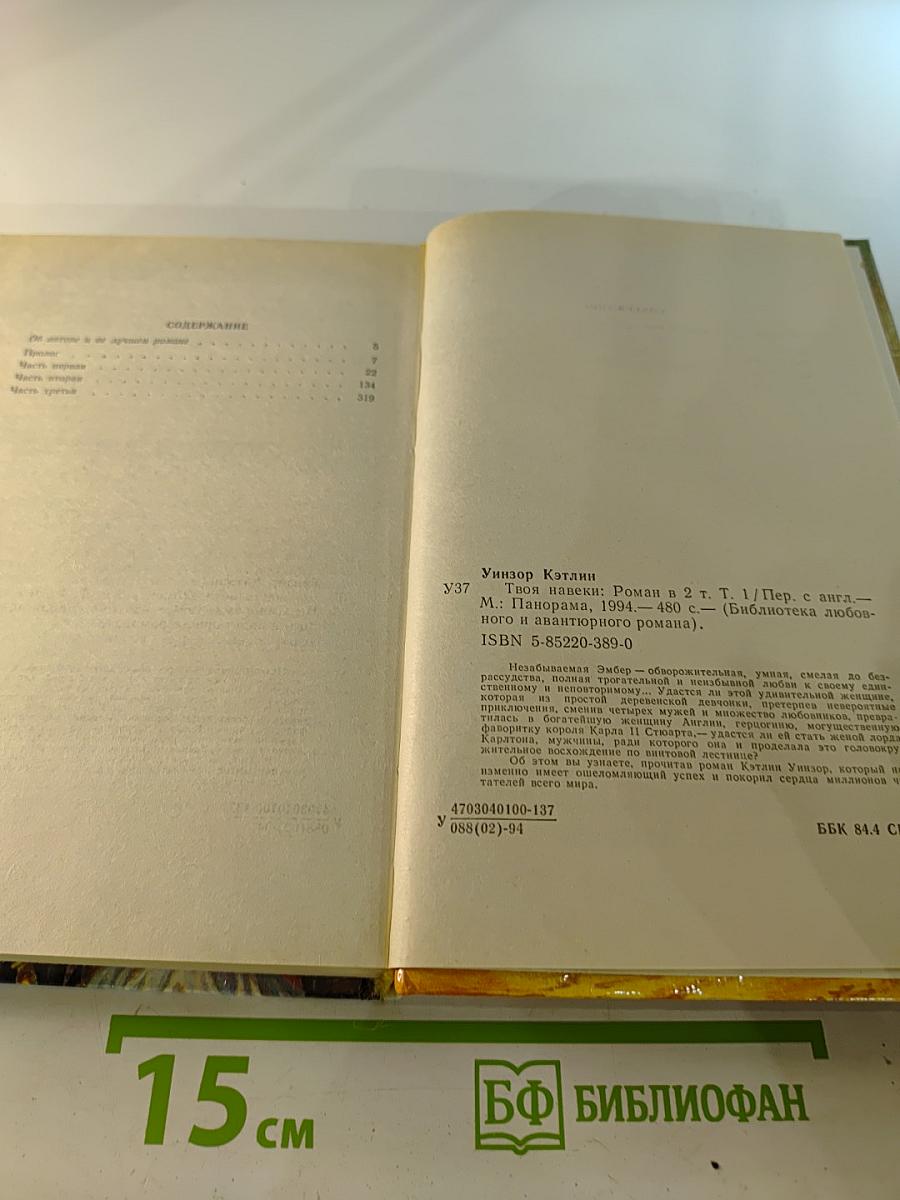 СОДЕРЖАНИЕ
Об авторе и ее лучшем романе . . . . . . . . . . 5
Пролог . . . . . . . . . . 7
Часть первая . . . . . . . . . . 22
Часть вторая . . . . . . . . . . 134
Часть третья . . . . . . . . . . 319
Уинзор Кэтлин
У37 Твоя навеки: Роман в 2 т. Т. 1/Пер. с англ.—
М.: Панорама, 1994.— 480 с.— (Библиотека любов-
ного и авантюрного романа).
ISBN 5-85220-389-0
Незабываемая Эмбер — обворожительная, умная, смелая до без-
рассудства, полная трогательной и неизбывной любви к своему един-
ственному и неповторимому... Удастся ли этой удивительной женщине,
которая из простой деревенской девчонки, претерпев невероятные
приключения, сменив четырех мужей и множество любовников, превра-
тилась в богатейшую женщину Англии, герцогиню, могущественную
фаворитку короля Карла II Стюарта,— удастся ли ей стать женой лорда
Карлтона, мужчины, ради которого она и проделала это головокру
жительное восхождение по винтовой лестнице?
Об этом вы узнаете, прочитав роман Кэтлин Уинзор, который не
изменно имеет ошеломляющий успех и покорил сердца миллионов ч
тателей всего мира.
У 4703040100-137
088(02)-94
ББК 84.4
15 см
БФ БИБЛИОФАН